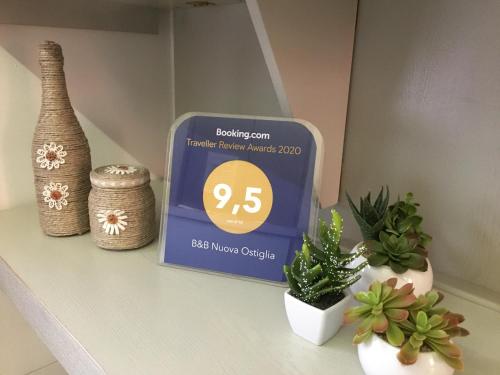 Booking.com
Traveller Review Awards 2020
9,5
B&B Nuova Ostiglia